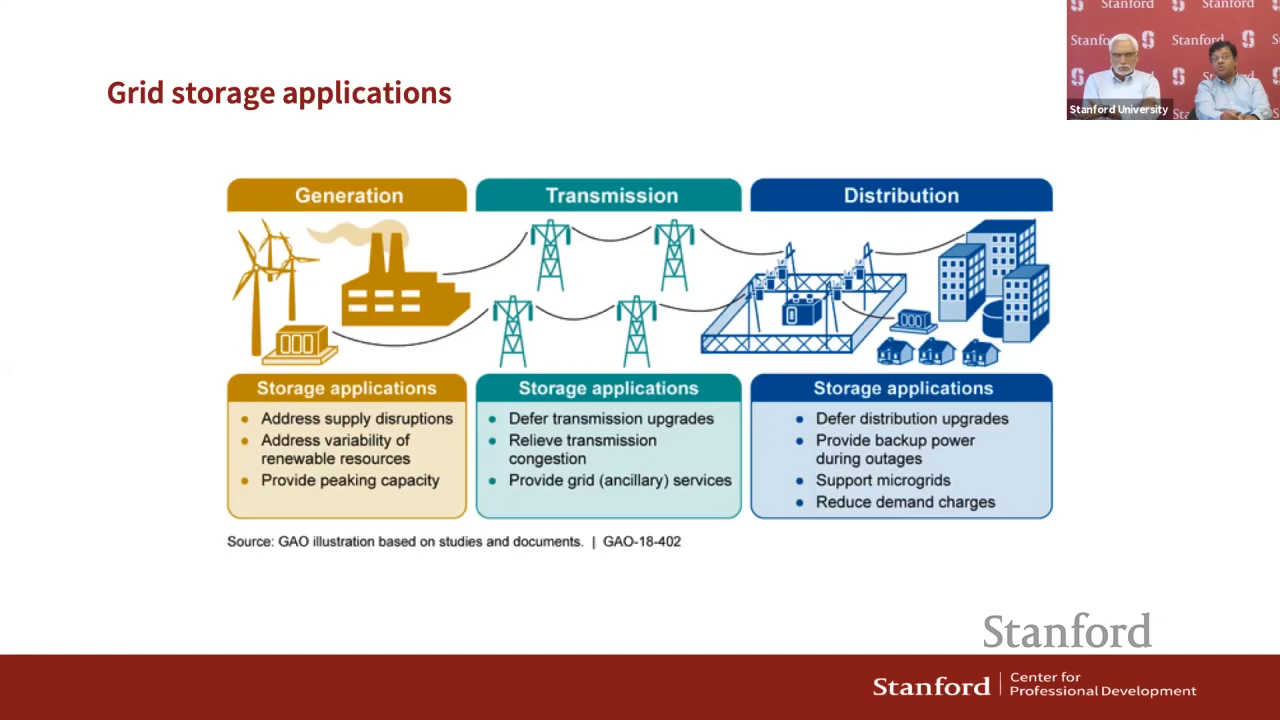 Grid storage applications
Stanford
Stanford
Stanford
Stanford
Stanford
Stanford University
Generation
Transmission
Distribution
Storage applications
• Address supply disruptions
• Address variability of
renewable resources
• Provide peaking capacity
Storage applications
• Defer transmission upgrades
• Relieve transmission
congestion
• Provide grid (ancillary) services
Storage applications
• Defer distribution upgrades
• Provide backup power
during outages
• Support microgrids
• Reduce demand charges
Source: GAO illustration based on studies and documents. | GAO-18-402
Stanford
Stanford | Center for
Professional Development